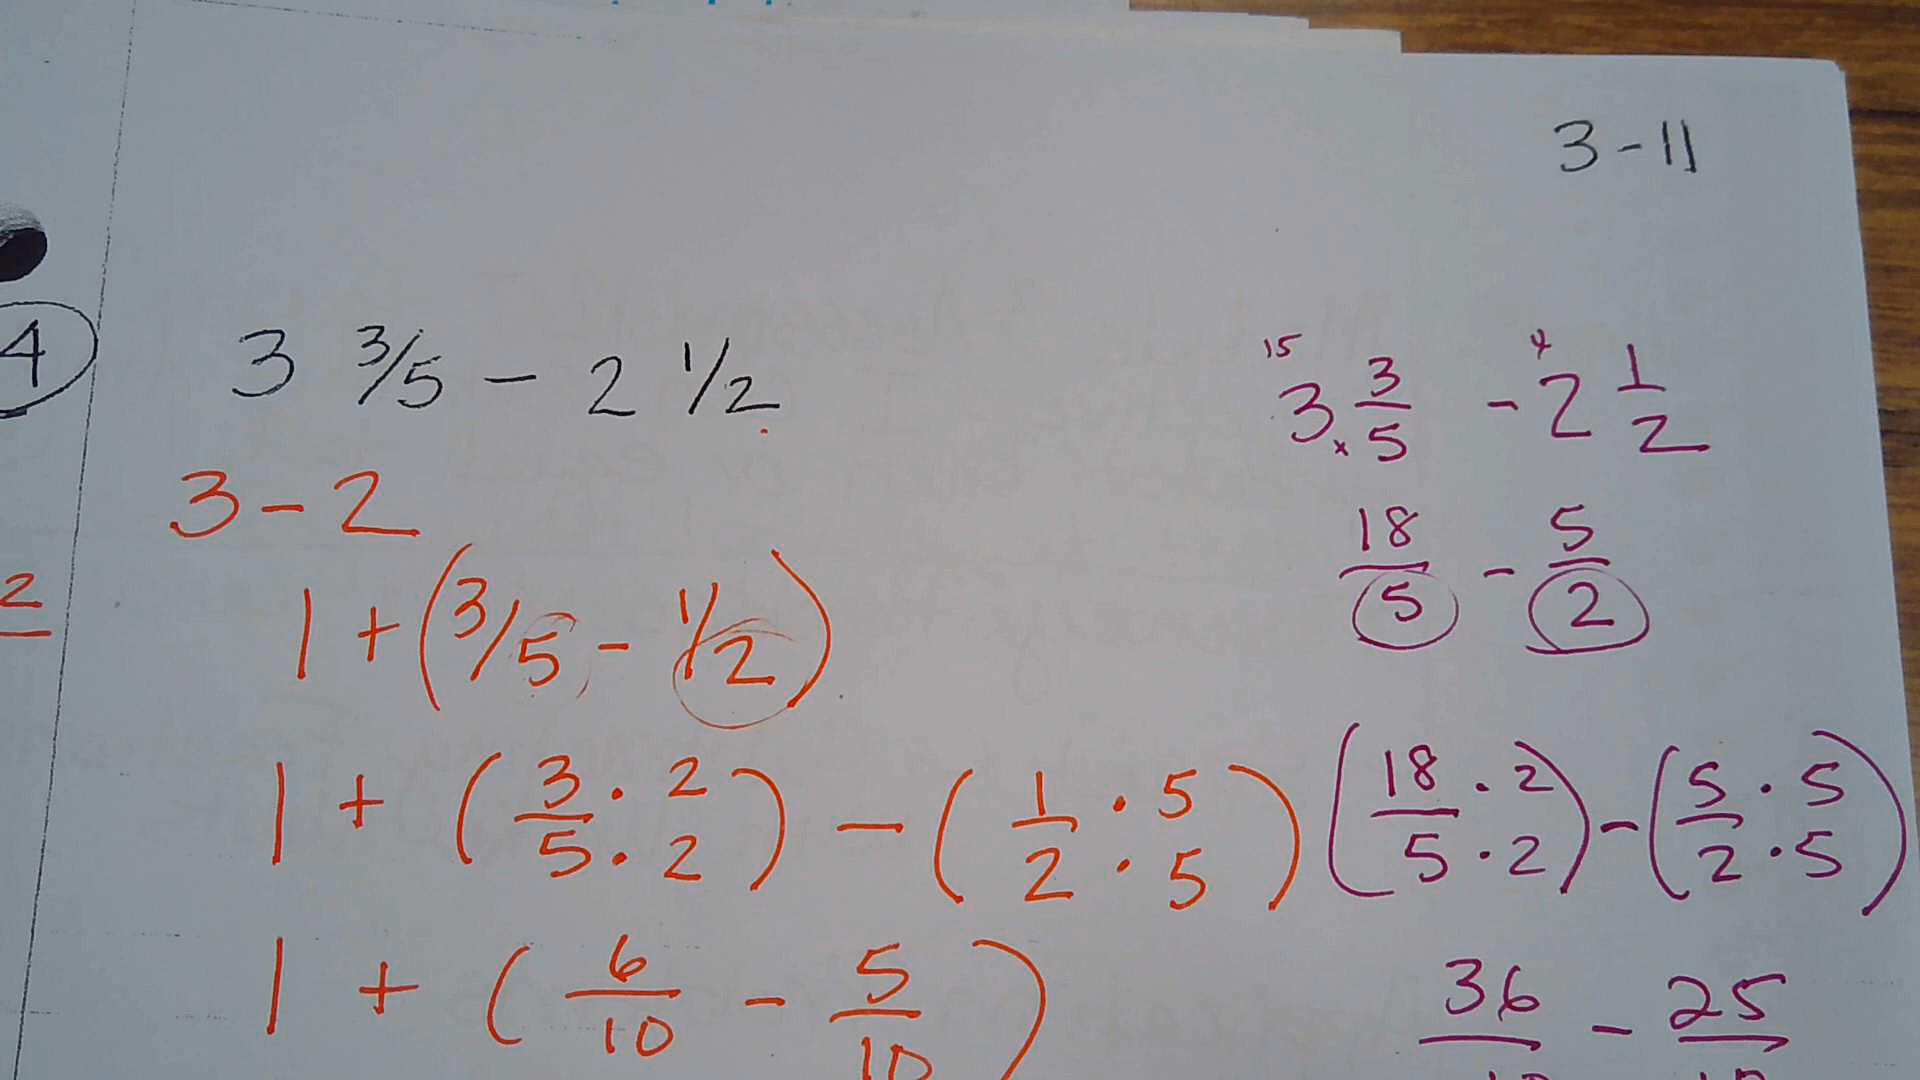 3-11
4
3 3/5 - 2 1/2
3 - 2
2
1 + (3/5 - 1/2)
1 + (3/5 · 2/2) - (1/2 · 5/5)
1 + (6/10 - 5/10)
15 4
3 x 3/5 - 2 1/2
18/5 - 5/2
(18/5 · 2/2) - (5/2 · 5/5)
36/10 - 25/10